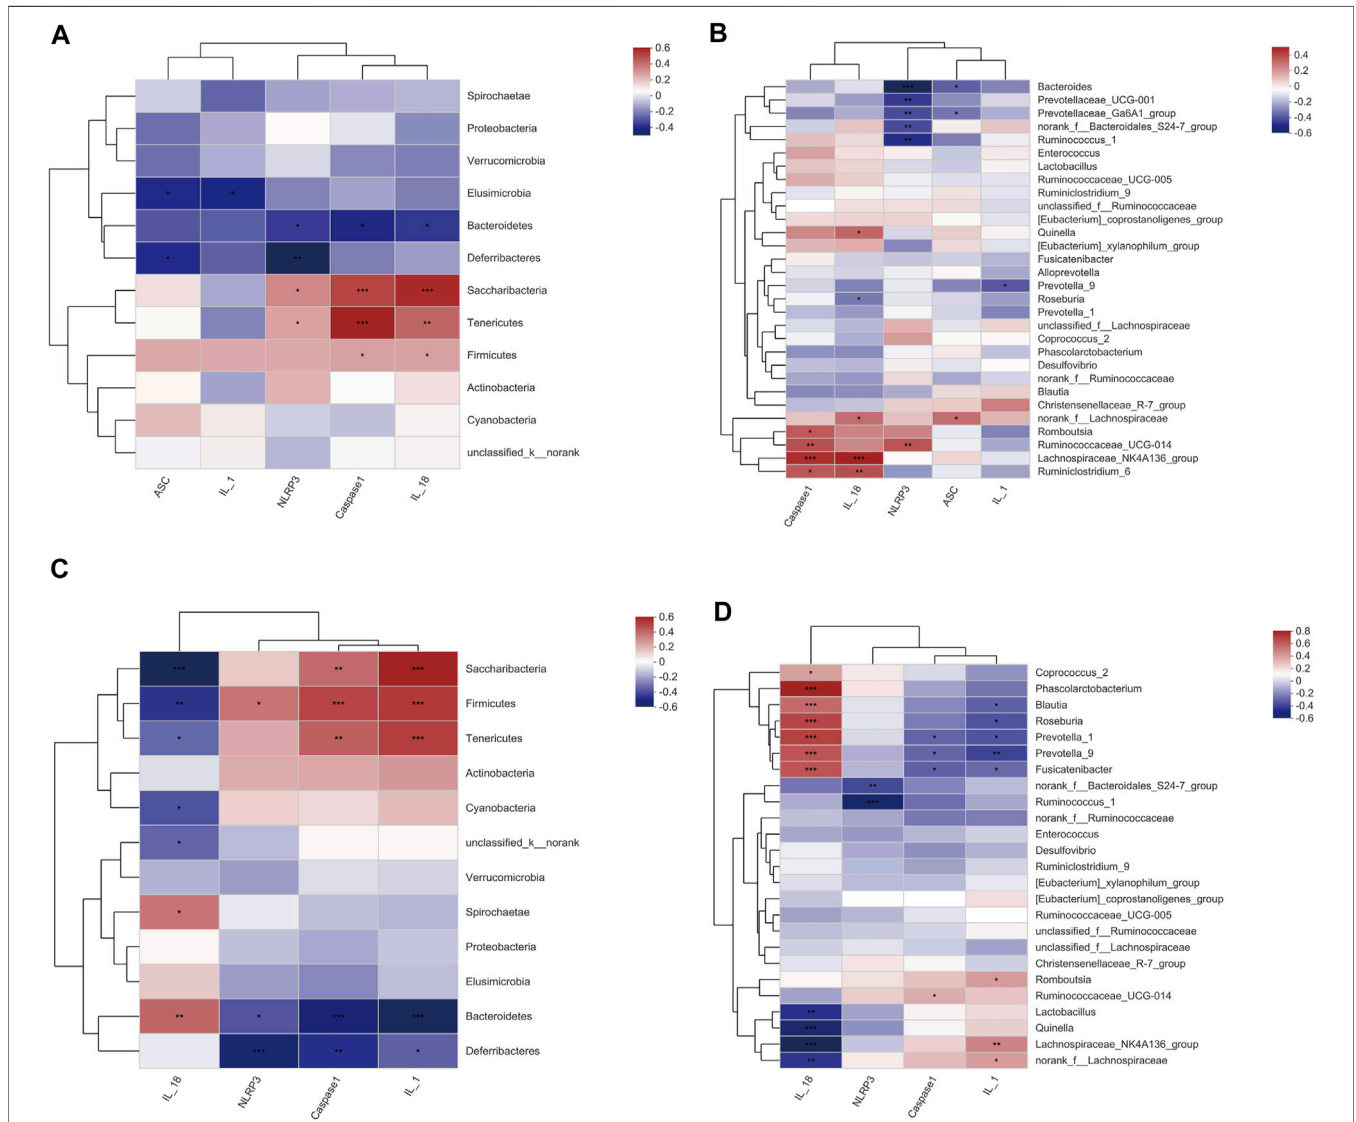 A
0.6
0.4
0.2
0
-0.2
-0.4
Spirochaetae
Proteobacteria
Verrucomicrobia
* * Elusimicrobia
* * * Bacteroidetes
* ** Deferribacteres
* *** *** Saccharibacteria
* *** ** Tenericutes
* * Firmicutes
Actinobacteria
Cyanobacteria
unclassified_k__norank
ASC IL_1 NLRP3 Caspase1 IL_18
B
0.4
0.2
0
-0.2
-0.4
-0.6
*** * Bacteroides
** Prevotellaceae_UCG-001
** * Prevotellaceae_Ga6A1_group
** norank_f__Bacteroidales_S24-7_group
** Ruminococcus_1
Enterococcus
Lactobacillus
Ruminococcaceae_UCG-005
Ruminiclostridium_9
unclassified_f__Ruminococcaceae
[Eubacterium]_coprostanoligenes_group
* Quinella
[Eubacterium]_xylanophilum_group
Fusicatenibacter
Alloprevotella
* Prevotella_9
* Roseburia
Prevotella_1
unclassified_f__Lachnospiraceae
Coprococcus_2
Phascolarctobacterium
Desulfovibrio
norank_f__Ruminococcaceae
Blautia
Christensenellaceae_R-7_group
* * norank_f__Lachnospiraceae
* Romboutsia
** ** Ruminococcaceae_UCG-014
*** *** Lachnospiraceae_NK4A136_group
* ** Ruminiclostridium_6
Caspase1 IL_18 NLRP3 ASC IL_1
C
0.6
0.4
0.2
0
-0.2
-0.4
-0.6
*** ** *** Saccharibacteria
** * *** *** Firmicutes
* ** *** Tenericutes
Actinobacteria
* Cyanobacteria
* unclassified_k__norank
Verrucomicrobia
* Spirochaetae
Proteobacteria
Elusimicrobia
** * *** *** Bacteroidetes
*** ** * Deferribacteres
IL_18 NLRP3 Caspase1 IL_1
D
0.8
0.6
0.4
0.2
0
-0.2
-0.4
-0.6
* Coprococcus_2
*** Phascolarctobacterium
*** * Blautia
*** * Roseburia
*** * * Prevotella_1
*** * ** Prevotella_9
*** * * Fusicatenibacter
** norank_f__Bacteroidales_S24-7_group
*** Ruminococcus_1
norank_f__Ruminococcaceae
Enterococcus
Desulfovibrio
Ruminiclostridium_9
[Eubacterium]_xylanophilum_group
[Eubacterium]_coprostanoligenes_group
Ruminococcaceae_UCG-005
unclassified_f__Ruminococcaceae
unclassified_f__Lachnospiraceae
Christensenellaceae_R-7_group
* Romboutsia
* Ruminococcaceae_UCG-014
** Lactobacillus
*** Quinella
*** ** Lachnospiraceae_NK4A136_group
** * norank_f__Lachnospiraceae
IL_18 NLRP3 Caspase1 IL_1